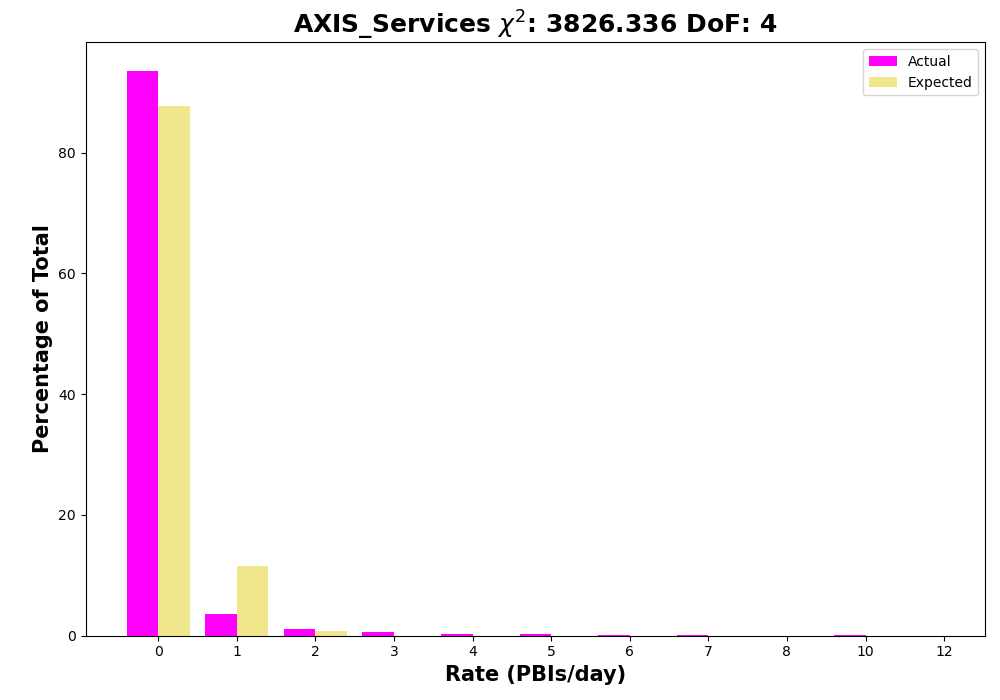 AXIS_Services χ²: 3826.336 DoF: 4
Actual
Expected
Percentage of Total
80
60
40
20
0
0 1 2 3 4 5 6 7 8 10 12
Rate (PBIs/day)